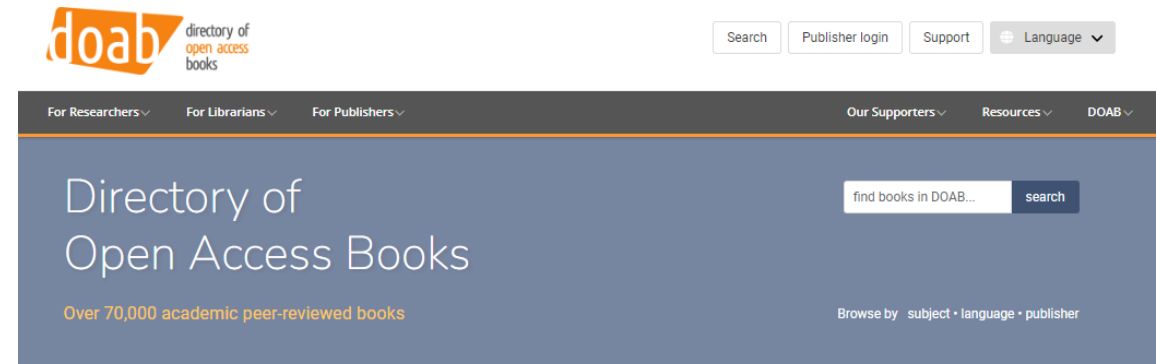 doab
directory of
open access
books
Search
Publisher login
Support
Language
For Researchers
For Librarians
For Publishers
Our Supporters
Resources
DOAB
Directory of
Open Access Books
find books in DOAB...
search
Over 70,000 academic peer-reviewed books
Browse by subject • language • publisher